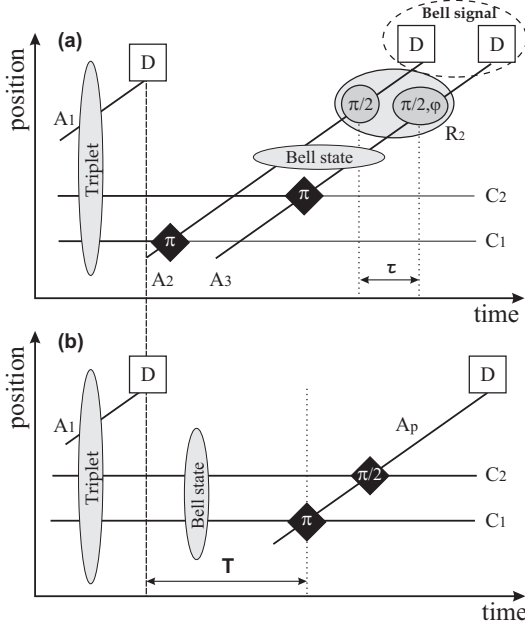 Bell signal
(a)
D
D
D
A1
π/2
π/2,φ
R2
Triplet
Bell state
π
C2
π
C1
A2
A3
τ
position
time
(b)
D
D
A1
Ap
Triplet
Bell state
π/2
C2
π
C1
T
position
time